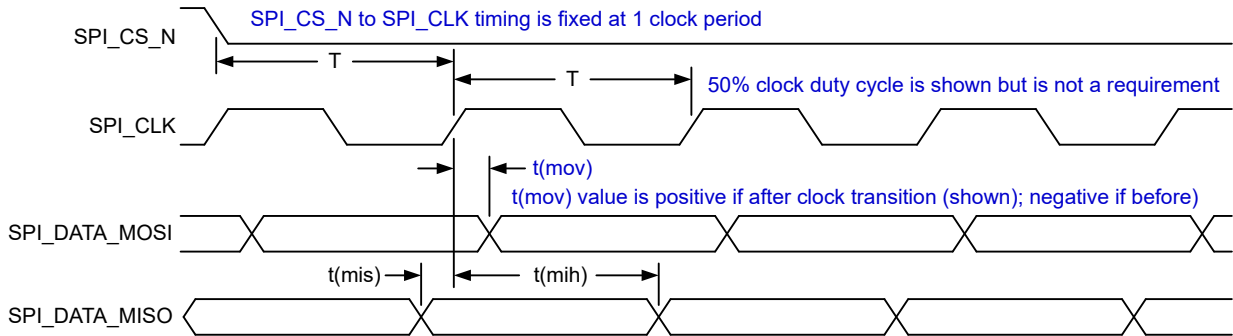 SPI_CS_N to SPI_CLK timing is fixed at 1 clock period
SPI_CS_N
T
T
50% clock duty cycle is shown but is not a requirement
SPI_CLK
t(mov)
t(mov) value is positive if after clock transition (shown); negative if before)
SPI_DATA_MOSI
t(mis)
t(mih)
SPI_DATA_MISO